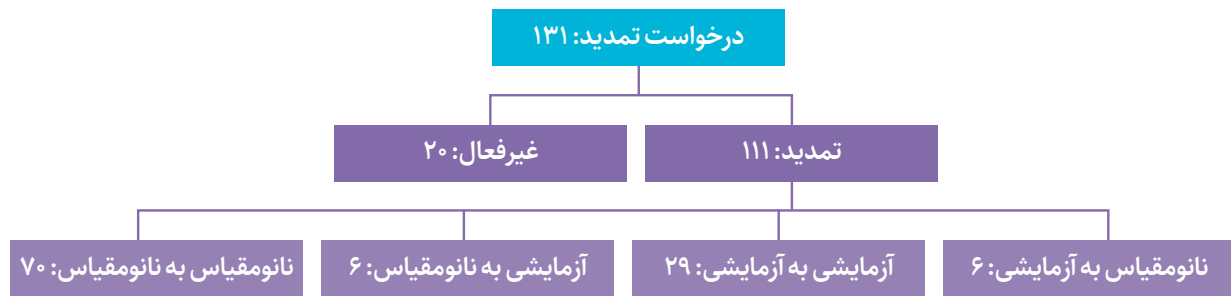 درخواست تمدید: ۱۳۱
تمدید: ۱۱۱
غیرفعال: ۲۰
نانومقیاس به آزمایشی: ۶
آزمایشی به آزمایشی: ۲۹
آزمایشی به نانومقیاس: ۶
نانومقیاس به نانومقیاس: ۷۰